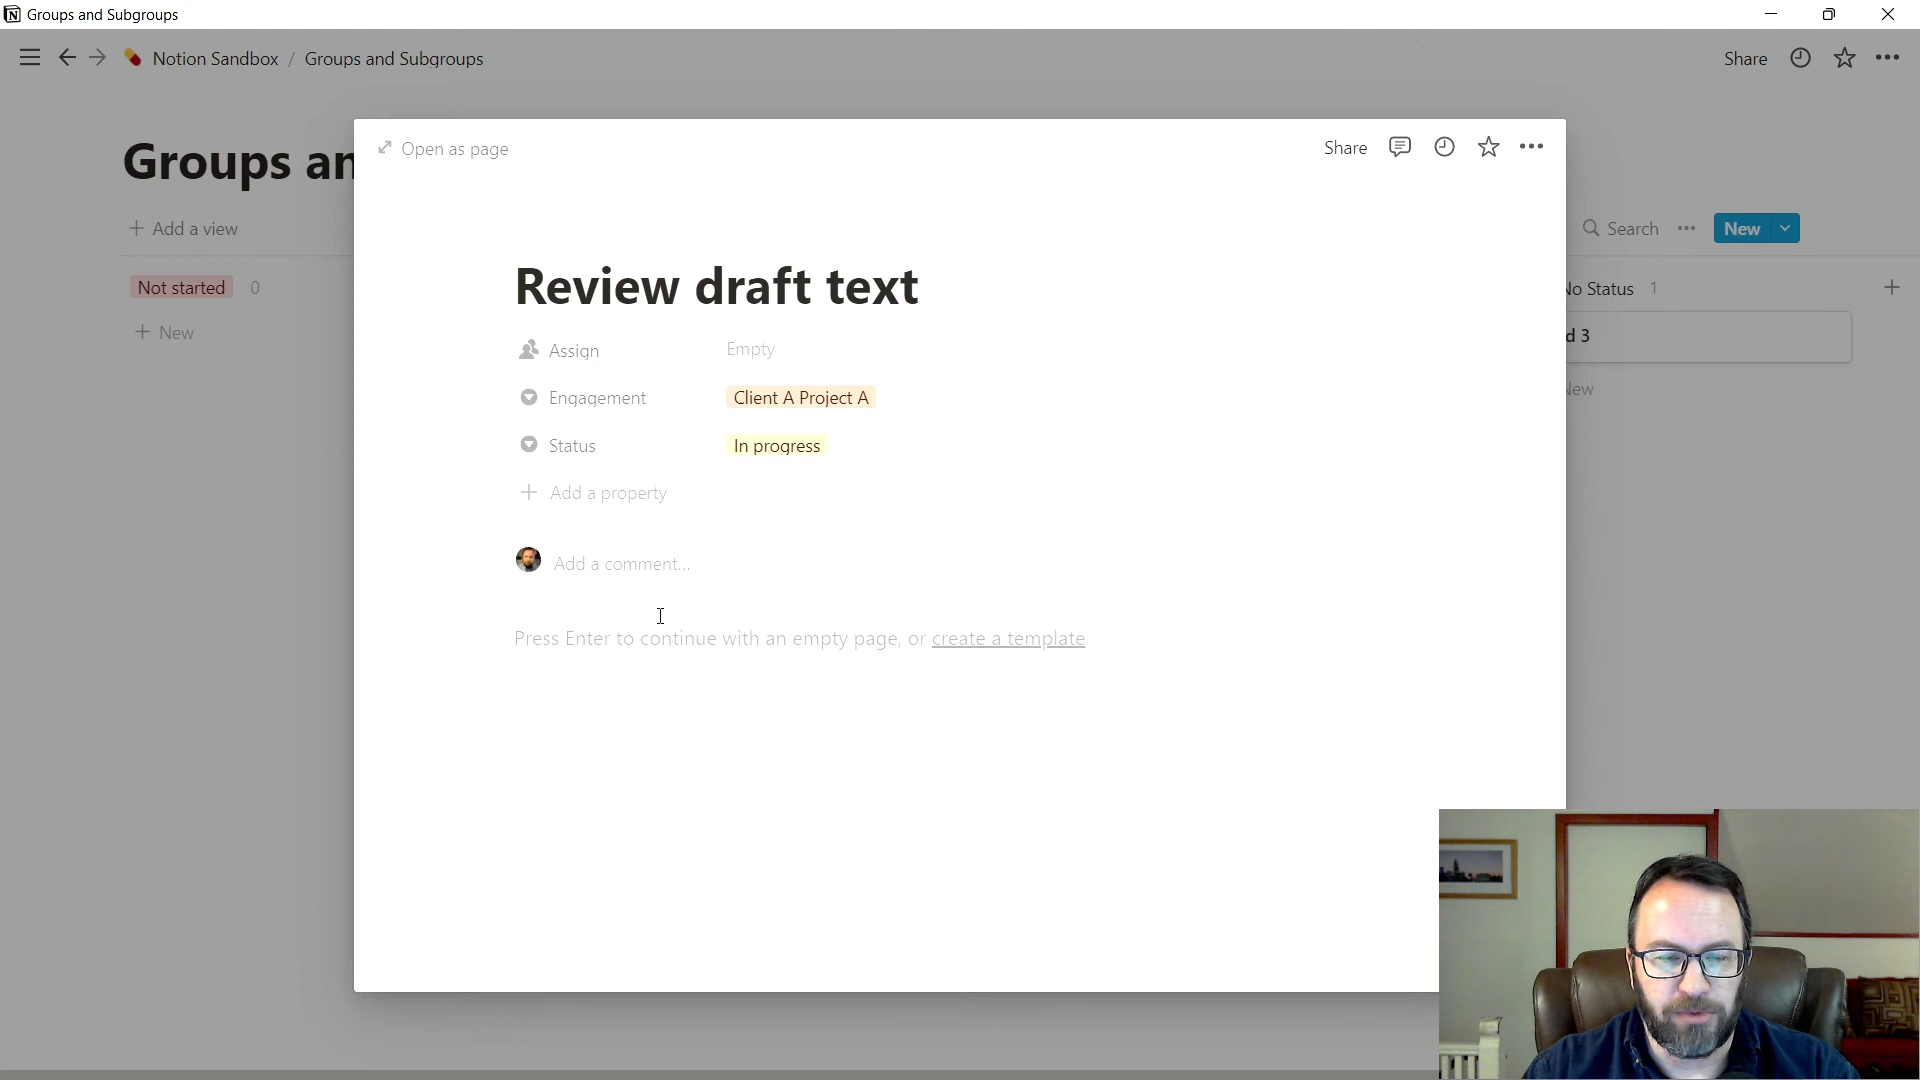 Groups and Subgroups
Notion Sandbox / Groups and Subgroups
Share
Open as page
Share
Groups an
Add a view
Search
New
Review draft text
Not started 0
No Status 1
New
d 3
Assign Empty
New
Engagement Client A Project A
Status In progress
Add a property
Add a comment...
Press Enter to continue with an empty page, or create a template